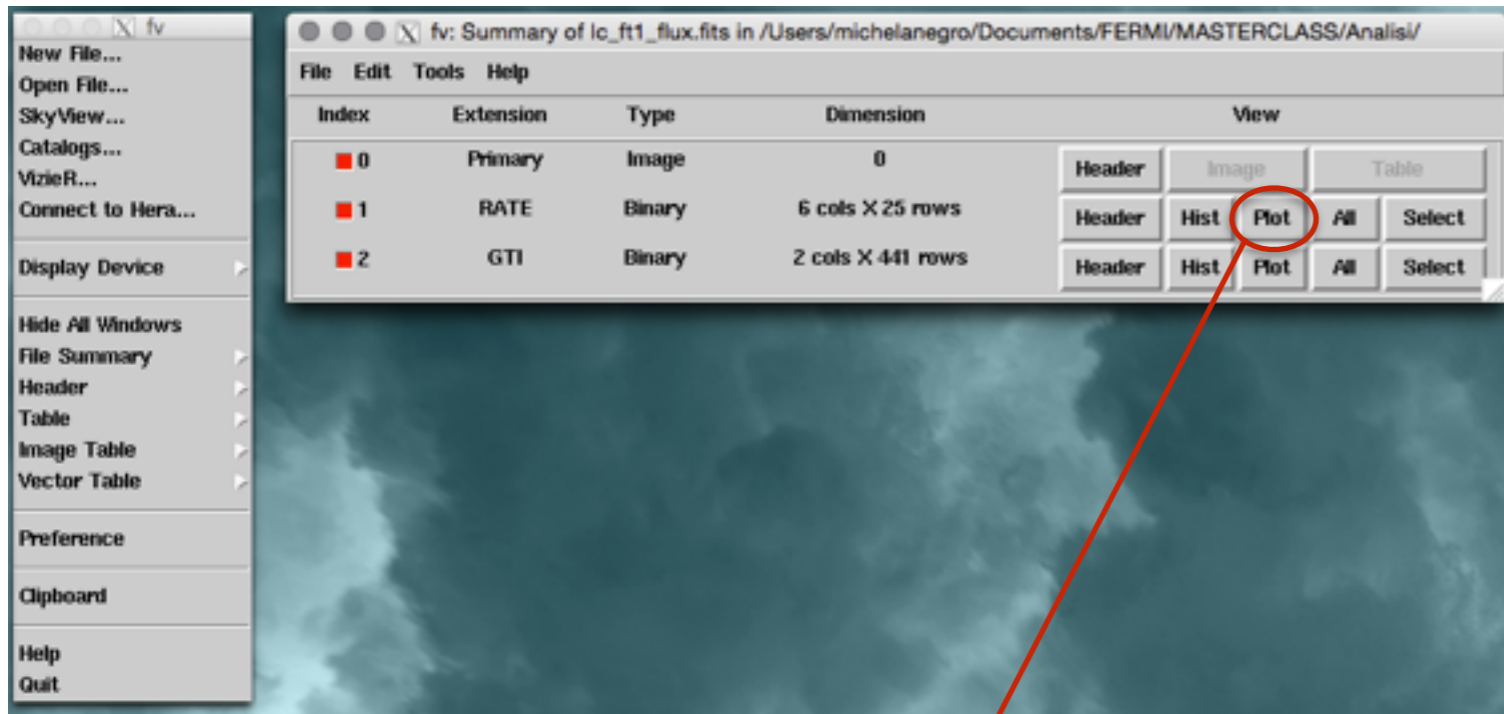 fv
New File...
Open File...
SkyView...
Catalogs...
VizieR...
Connect to Hera...
Display Device
Hide All Windows
File Summary
Header
Table
Image Table
Vector Table
Preference
Clipboard
Help
Quit
fv: Summary of lc_ft1_flux.fits in /Users/michelanegro/Documents/FERMI/MASTERCLASS/Analisi/
File Edit Tools Help
Index Extension Type Dimension View
0 Primary Image 0 Header Image Table
1 RATE Binary 6 cols X 25 rows Header Hist Plot All Select
2 GTI Binary 2 cols X 441 rows Header Hist Plot All Select